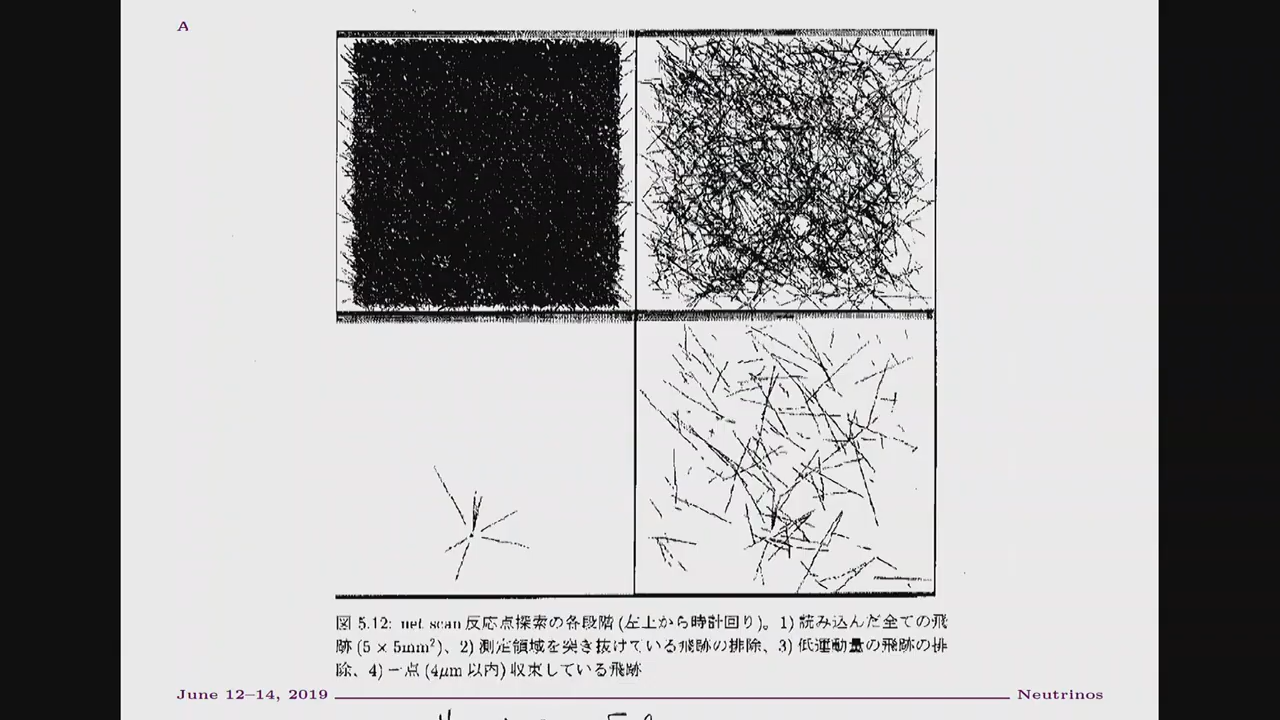 A
図 5.12: net scan 反応点探索の各段階 (左上から時計回り)。1) 読み込んだ全ての飛
跡 (5 × 5mm²)、2) 測定領域を突き抜けている飛跡の排除、3) 低運動量の飛跡の排
除、4) 一点 (4μm 以内) 収束している飛跡
June 12–14, 2019
Neutrinos